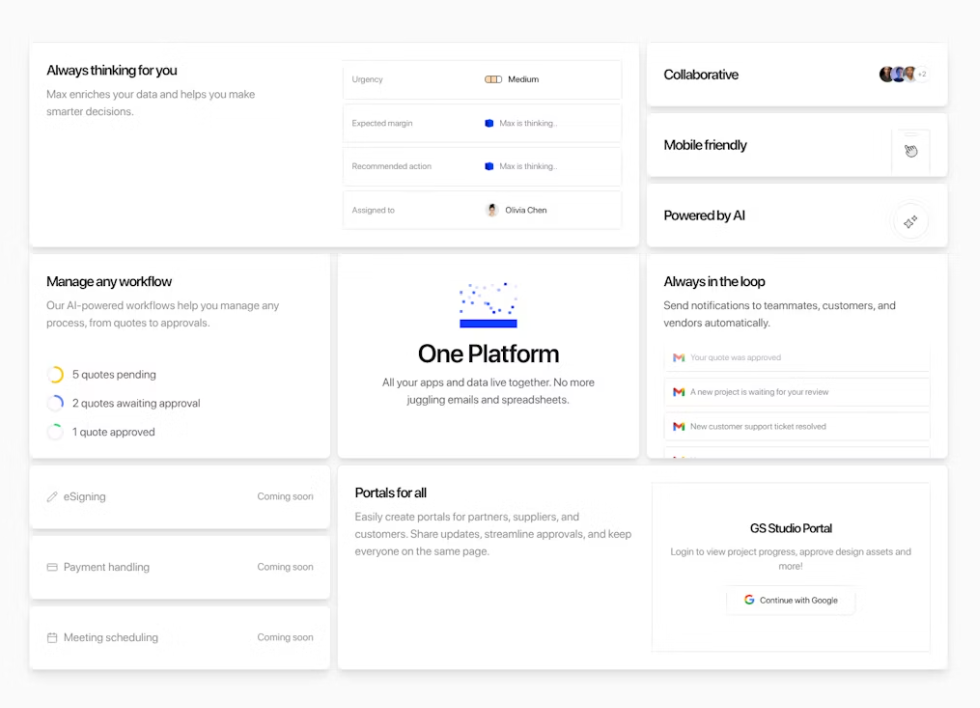 Always thinking for you
Max enriches your data and helps you make
smarter decisions.
Urgency
Medium
Expected margin
Max is thinking..
Recommended action
Max is thinking..
Assigned to
Olivia Chen
Collaborative
+2
Mobile friendly
Powered by AI
Manage any workflow
Our AI-powered workflows help you manage any
process, from quotes to approvals.
5 quotes pending
2 quotes awaiting approval
1 quote approved
One Platform
All your apps and data live together. No more
juggling emails and spreadsheets.
Always in the loop
Send notifications to teammates, customers, and
vendors automatically.
Your quote was approved
A new project is waiting for your review
New customer support ticket resolved
eSigning
Coming soon
Payment handling
Coming soon
Meeting scheduling
Coming soon
Portals for all
Easily create portals for partners, suppliers, and
customers. Share updates, streamline approvals, and keep
everyone on the same page.
GS Studio Portal
Login to view project progress, approve design assets and
more!
Continue with Google